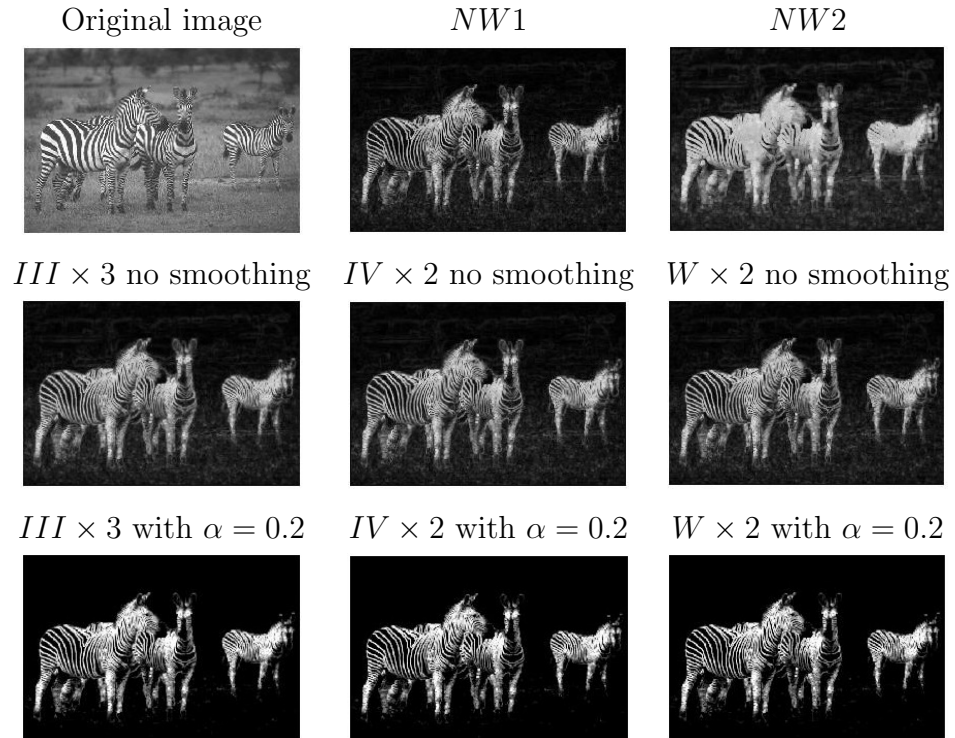 Original image
NW1
NW2
III × 3 no smoothing
IV × 2 no smoothing
W × 2 no smoothing
III × 3 with α = 0.2
IV × 2 with α = 0.2
W × 2 with α = 0.2